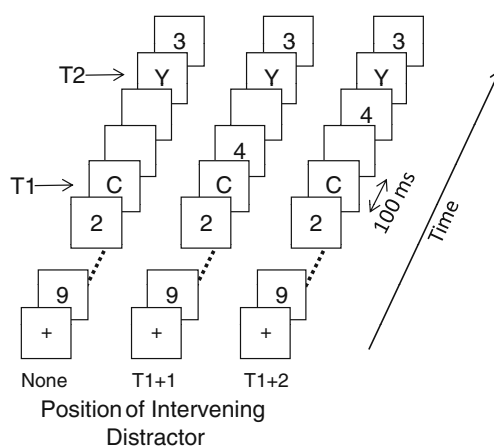 3 3 3
T2 Y Y Y
4
4
T1 C C C
2 2 2
100 ms
Time
9 9 9
+ + +
None T1+1 T1+2
Position of Intervening
Distractor